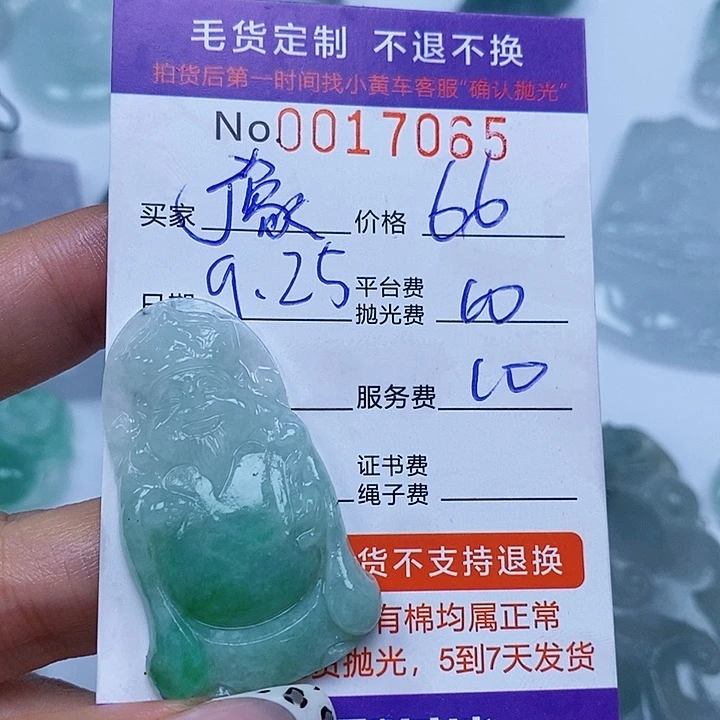 毛货定制 不退不换
拍货后第一时间找小黄车客服"确认抛光"
No.0017065
买家 价格 66
日期 9.25 平台费
抛光费 10
服务费 10
证书费
绳子费
货不支持退换
有棉均属正常
抛光，5到7天发货